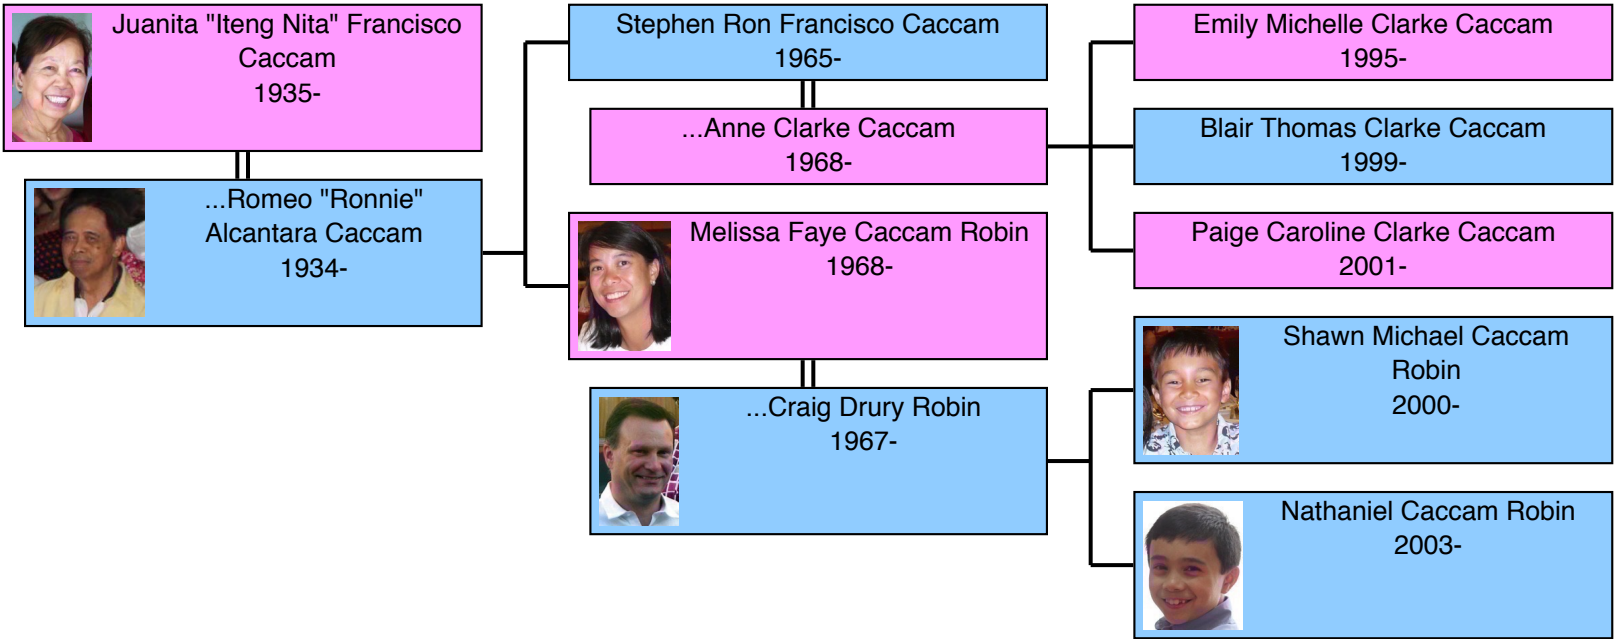 Juanita "Iteng Nita" Francisco
Caccam
1935-
...Romeo "Ronnie"
Alcantara Caccam
1934-
Stephen Ron Francisco Caccam
1965-
...Anne Clarke Caccam
1968-
Melissa Faye Caccam Robin
1968-
...Craig Drury Robin
1967-
Emily Michelle Clarke Caccam
1995-
Blair Thomas Clarke Caccam
1999-
Paige Caroline Clarke Caccam
2001-
Shawn Michael Caccam
Robin
2000-
Nathaniel Caccam Robin
2003-